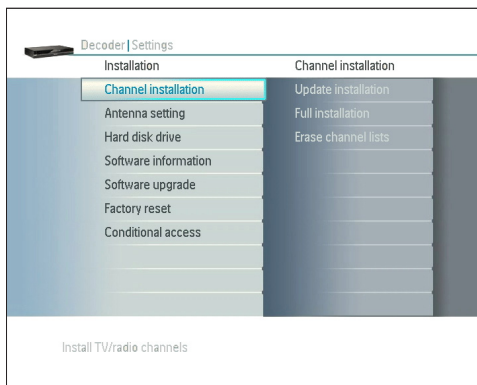 Decoder | Settings
Installation
Channel installation
Channel installation
Update installation
Antenna setting
Full installation
Hard disk drive
Erase channel lists
Software information
Software upgrade
Factory reset
Conditional access
Install TV/radio channels